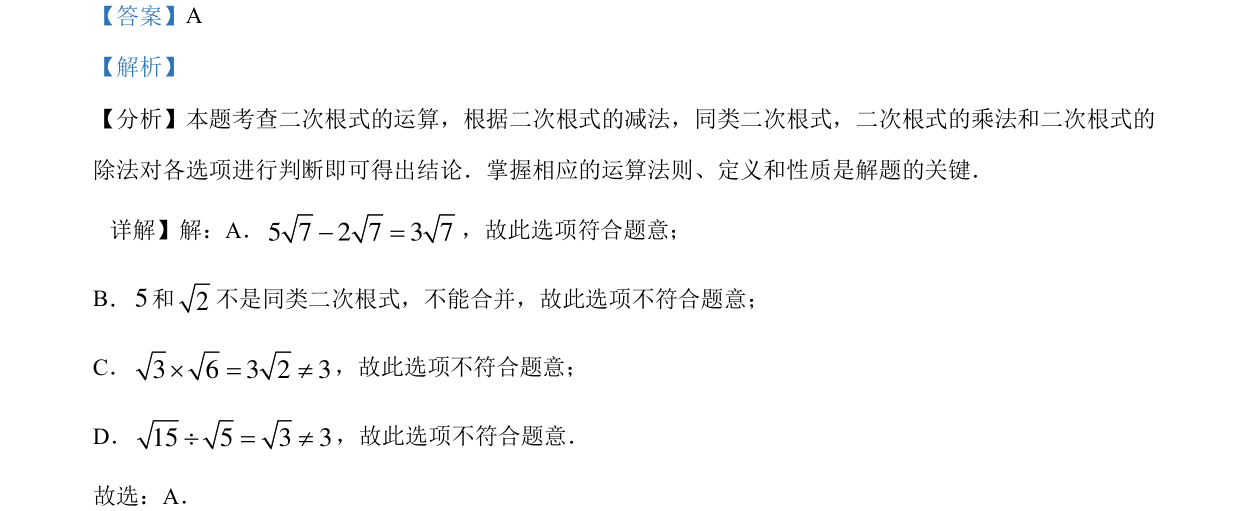 【答案】A
【解析】
【分析】本题考查二次根式的运算，根据二次根式的减法，同类二次根式，二次根式的乘法和二次根式的
除法对各选项进行判断即可得出结论．掌握相应的运算法则、定义和性质是解题的关键．
详解】解：A．5√7－2√7＝3√7，故此选项符合题意；
B．5和√2不是同类二次根式，不能合并，故此选项不符合题意；
C．√3×√6＝3√2≠3，故此选项不符合题意；
D．√15÷√5＝√3≠3，故此选项不符合题意．
故选：A．